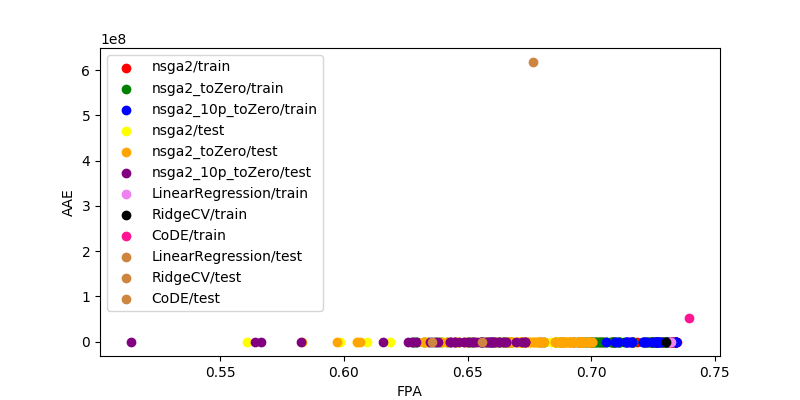 1e8
6
5
4
3
2
1
0
AAE
nsga2/train
nsga2_toZero/train
nsga2_10p_toZero/train
nsga2/test
nsga2_toZero/test
nsga2_10p_toZero/test
LinearRegression/train
RidgeCV/train
CoDE/train
LinearRegression/test
RidgeCV/test
CoDE/test
0.55 0.60 0.65 0.70 0.75
FPA